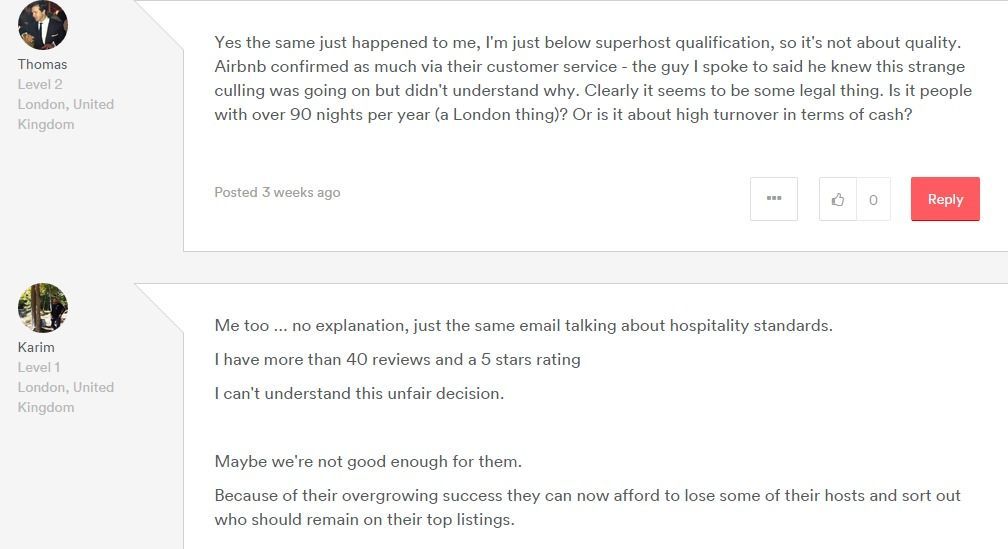 Thomas
Level 2
London, United
Kingdom
Yes the same just happened to me, I'm just below superhost qualification, so it's not about quality.
Airbnb confirmed as much via their customer service - the guy I spoke to said he knew this strange
culling was going on but didn't understand why. Clearly it seems to be some legal thing. Is it people
with over 90 nights per year (a London thing)? Or is it about high turnover in terms of cash?
Posted 3 weeks ago
0
Reply
Karim
Level 1
London, United
Kingdom
Me too ... no explanation, just the same email talking about hospitality standards.
I have more than 40 reviews and a 5 stars rating
I can't understand this unfair decision.
Maybe we're not good enough for them.
Because of their overgrowing success they can now afford to lose some of their hosts and sort out
who should remain on their top listings.